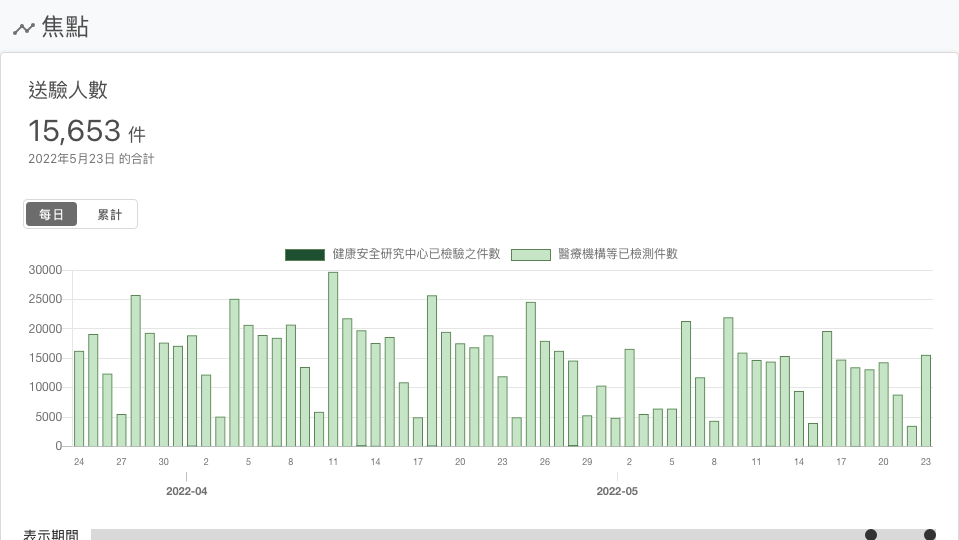 焦點
送驗人數
15,653 件
2022年5月23日 的合計
每日 累計
健康安全研究中心已檢驗之件數 醫療機構等已檢測件數
30000
25000
20000
15000
10000
5000
0
24 27 30 2 5 8 11 14 17 20 23 26 29 2 5 8 11 14 17 20 23
2022-04 2022-05
表示期間